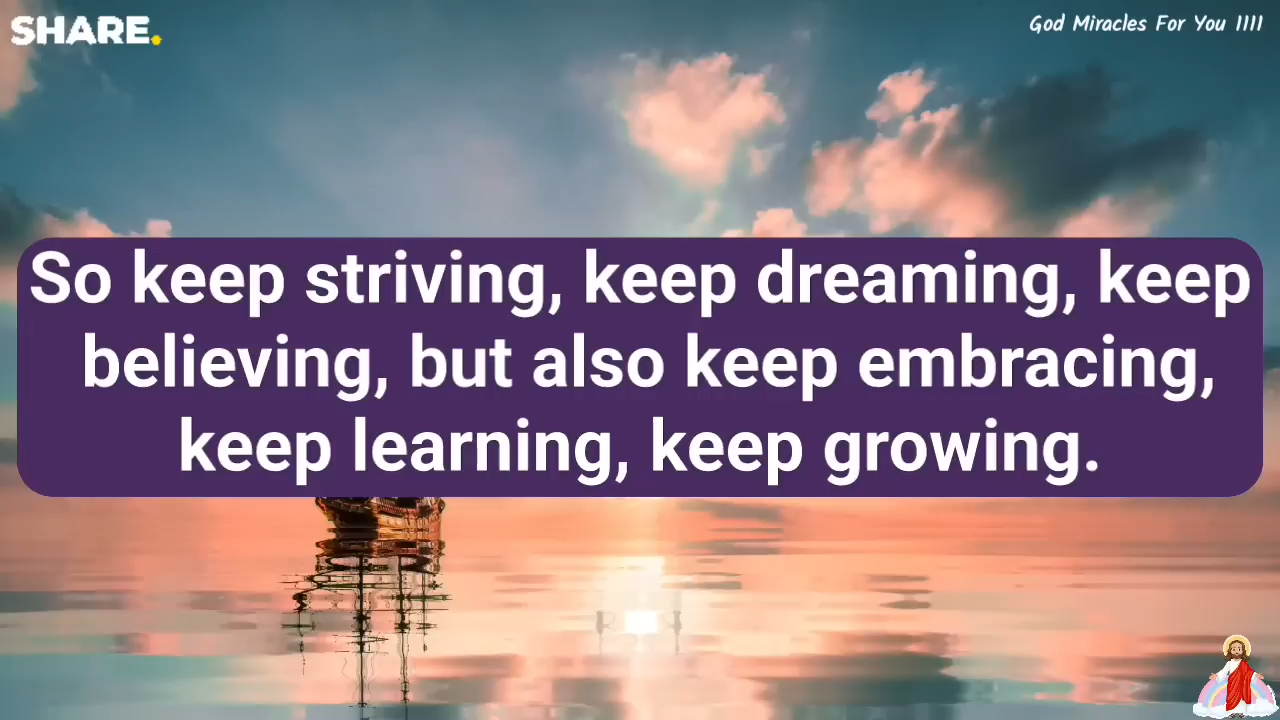 SHARE.
God Miracles For You 1111
So keep striving, keep dreaming, keep
believing, but also keep embracing,
keep learning, keep growing.